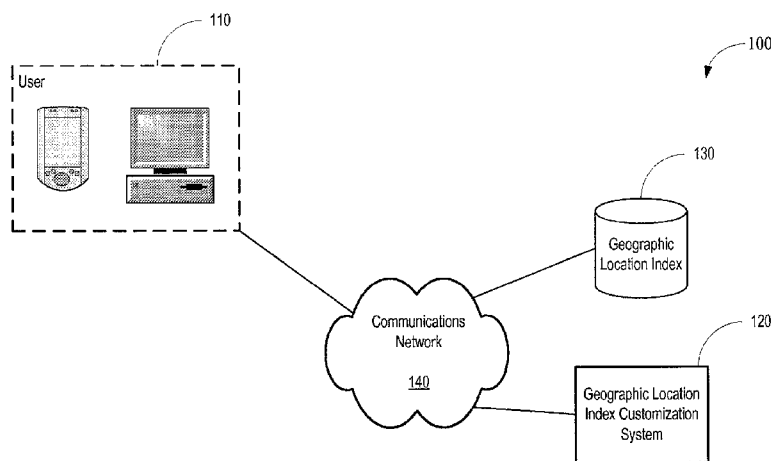 110
100
User
130
Geographic
Location Index
Communications
Network
140
120
Geographic Location
Index Customization
System